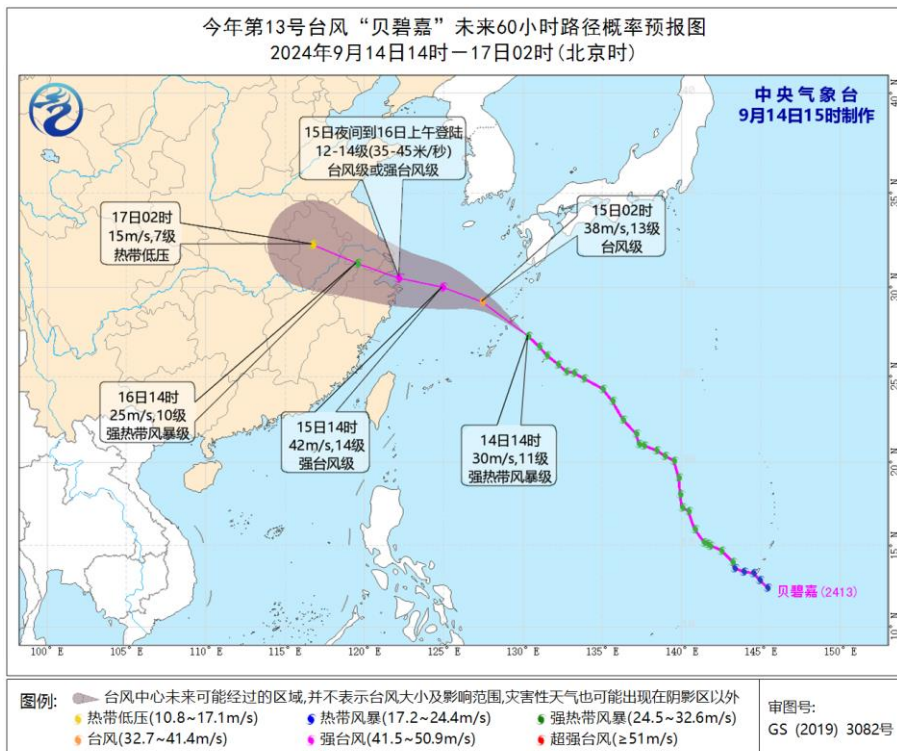 今年第13号台风“贝碧嘉”未来60小时路径概率预报图
2024年9月14日14时－17日02时(北京时)
中央气象台
9月14日15时制作
15日夜间到16日上午登陆
12-14级(35-45米/秒)
台风级或强台风级
17日02时
15m/s,7级
热带低压
15日02时
38m/s,13级
台风级
16日14时
25m/s,10级
强热带风暴级
15日14时
42m/s,14级
强台风级
14日14时
30m/s,11级
强热带风暴级
贝碧嘉(2413)
40° N
35° N
30° N
25° N
20° N
15° N
10° N
100° E
105° E
110° E
115° E
120° E
125° E
130° E
135° E
140° E
145° E
150° E
图例:
台风中心未来可能经过的区域,并不表示台风大小及影响范围,灾害性天气也可能出现在阴影区以外
热带低压(10.8~17.1m/s)
热带风暴(17.2~24.4m/s)
强热带风暴(24.5~32.6m/s)
台风(32.7~41.4m/s)
强台风(41.5~50.9m/s)
超强台风(≥51m/s)
审图号:
GS (2019) 3082号